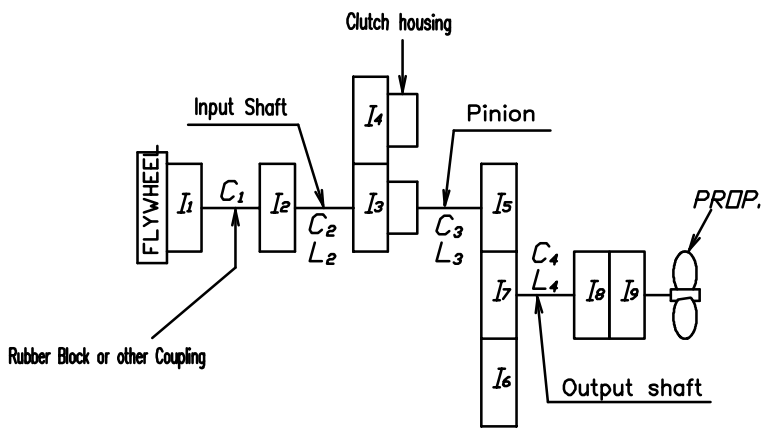 Clutch housing
Input Shaft
I4
Pinion
FLYWHEEL
I1
C1
I2
C2
L2
I3
C3
L3
I5
PROP.
C4
L4
I7
I8
I9
Rubber Block or other Coupling
I6
Output shaft